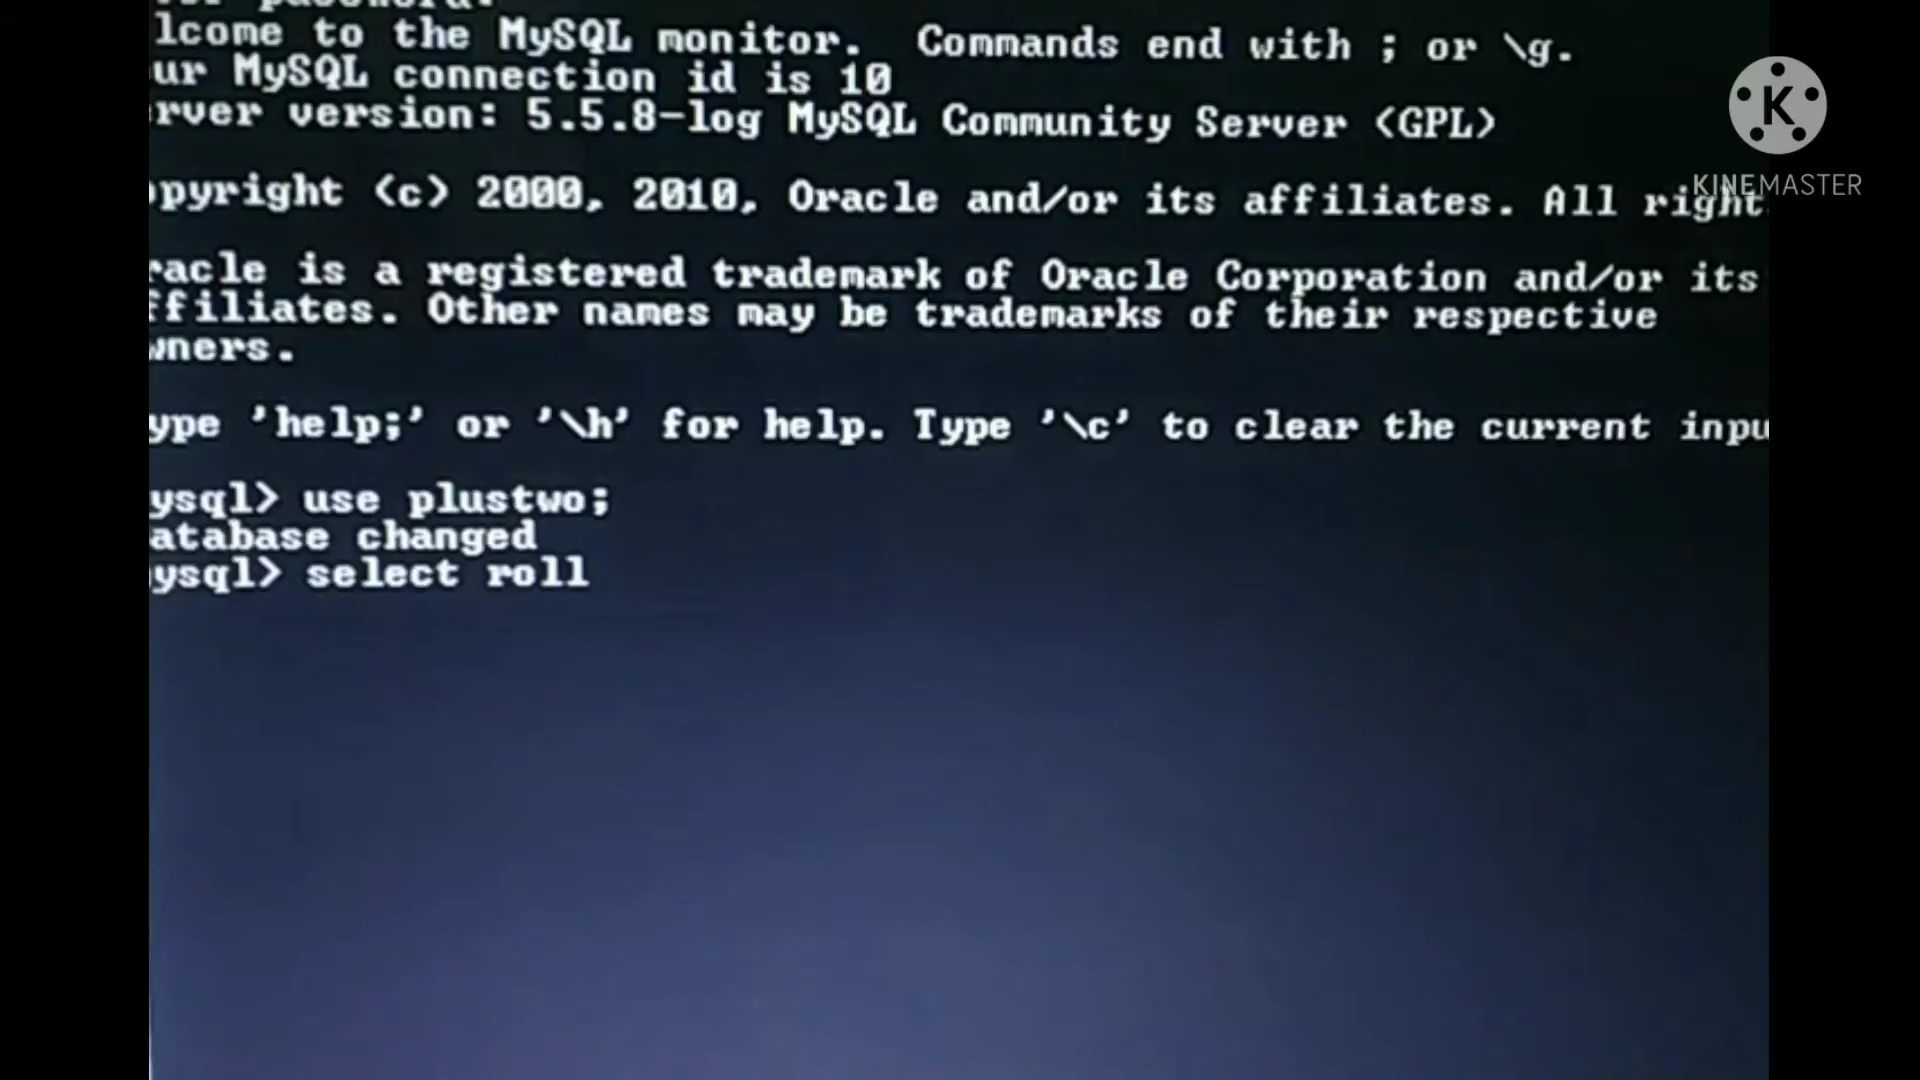 lcome to the MySQL monitor.  Commands end with ; or \g.
ur MySQL connection id is 10
rver version: 5.5.8-log MySQL Community Server (GPL)
opyright (c) 2000, 2010, Oracle and/or its affiliates. All right
racle is a registered trademark of Oracle Corporation and/or its
ffiliates. Other names may be trademarks of their respective
wners.
ype 'help;' or '\h' for help. Type '\c' to clear the current inpu
ysql> use plustwo;
atabase changed
ysql> select roll
K
KINEMASTER